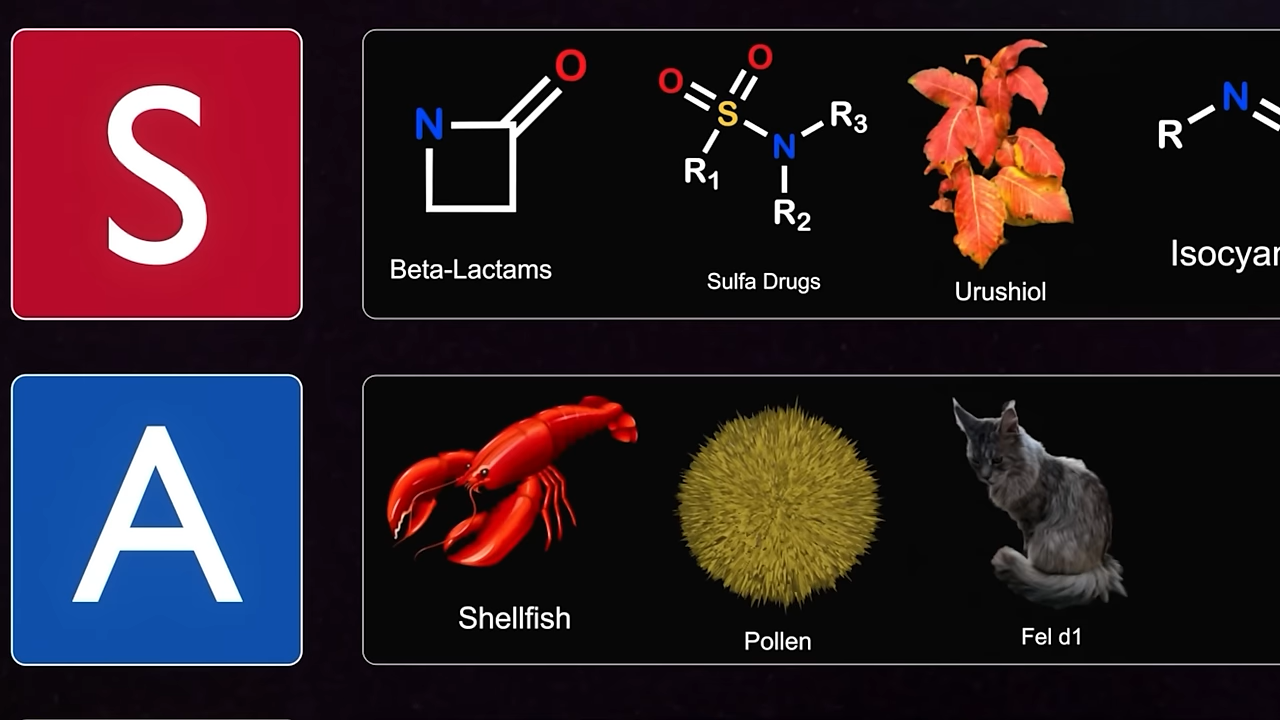 S
O
N
Beta-Lactams
O
O
S
N
R1
R2
R3
Sulfa Drugs
Urushiol
R
N
A
Shellfish
Pollen
Fel d1